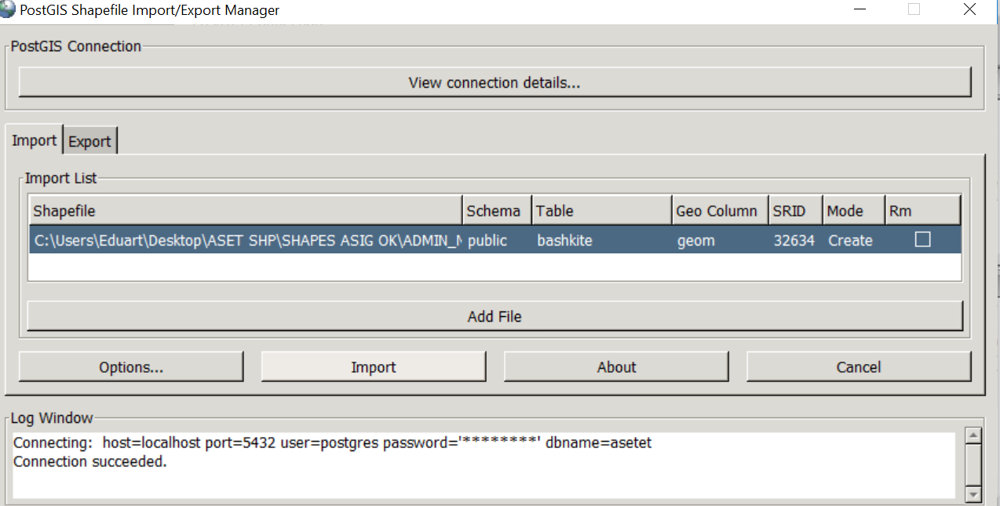 PostGIS Shapefile Import/Export Manager
PostGIS Connection
View connection details...
Import Export
Import List
Shapefile Schema Table Geo Column SRID Mode Rm
C:\Users\Eduart\Desktop\ASET SHP\SHAPES ASIG OK\ADMIN_ public bashkite geom 32634 Create
Add File
Options... Import About Cancel
Log Window
Connecting: host=localhost port=5432 user=postgres password='********' dbname=asetet
Connection succeeded.